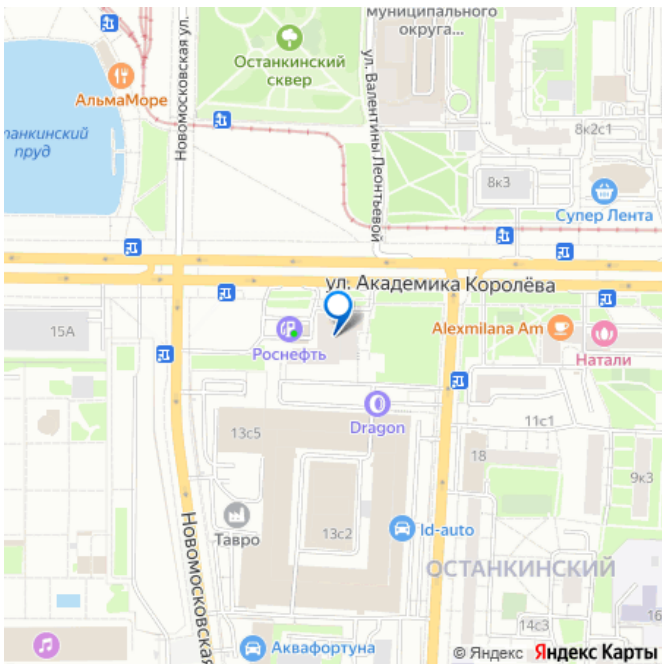 муниципального
округа...
Останкинский
сквер
Новомосковская ул.
ул. Валентины Леонтьевой
АльмаМоре
8к2с1
танкинский
пруд
8к3
Супер Лента
ул. Академика Королёва
15А
Роснефть
Alexmilana Am
Натали
Dragon
11с1
13с5
18
9к3
Тавро
13с2
Id-auto
Новомосковская
ОСТАНКИНСКИЙ
14с3
16
Аквафортуна
© Яндекс Яндекс Карты